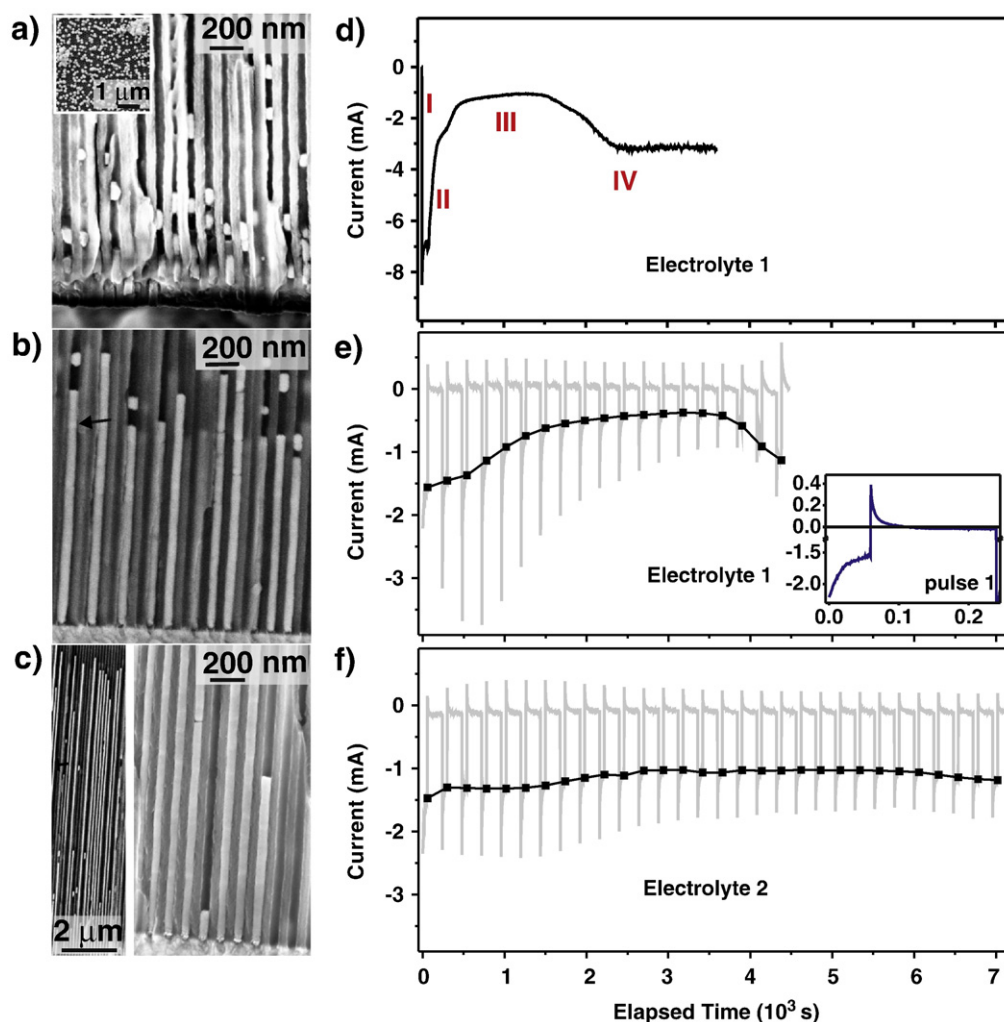 a)
200 nm
1 μm
b)
200 nm
c)
200 nm
2 μm
d)
0
-2
-4
-6
-8
Current (mA)
I
II
III
IV
Electrolyte 1
e)
0
-1
-2
-3
Current (mA)
Electrolyte 1
0.4
0.2
0.0
-1.5
-2.0
pulse 1
0.0 0.1 0.2
f)
0
-1
-2
-3
Current (mA)
Electrolyte 2
0 1 2 3 4 5 6 7
Elapsed Time (10³ s)